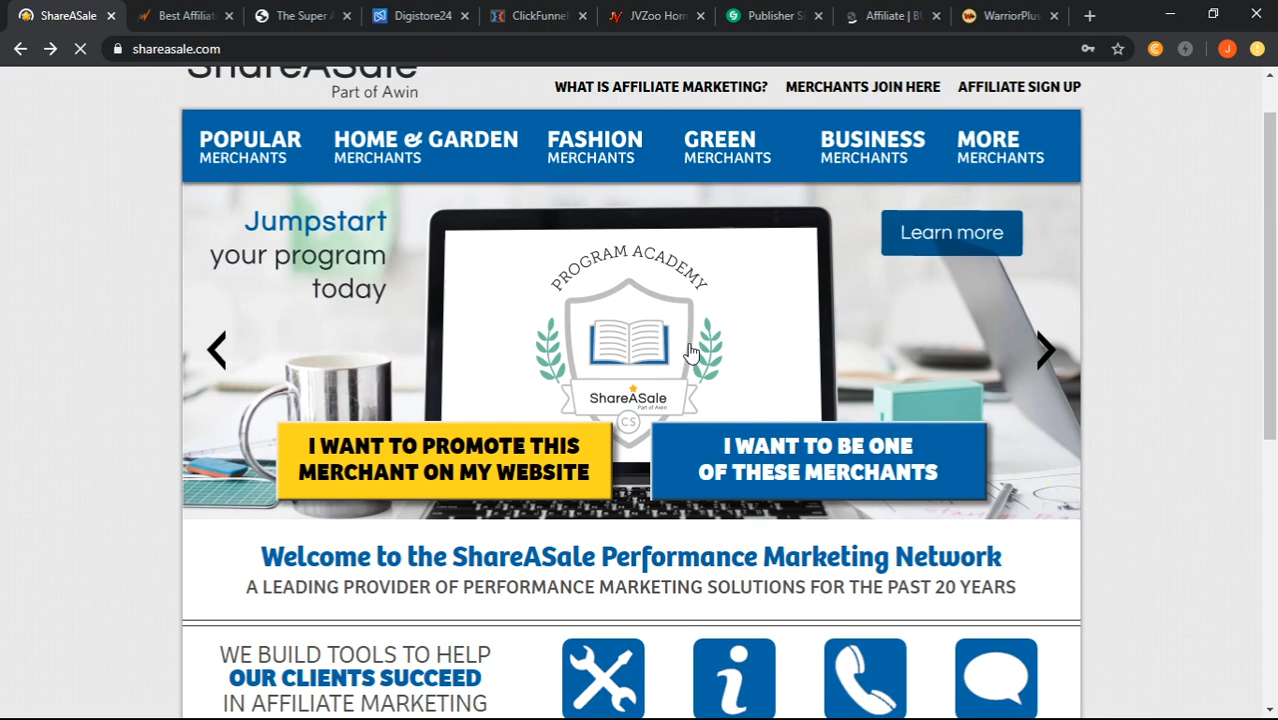 ShareASale
Best Affiliat
The Super A
Digistore24
ClickFunnel
JVZoo Hom
Publisher S
Affiliate | BU
WarriorPlus
shareasale.com
J
ShareASale
Part of Awin
WHAT IS AFFILIATE MARKETING?
MERCHANTS JOIN HERE
AFFILIATE SIGN UP
POPULAR
MERCHANTS
HOME & GARDEN
MERCHANTS
FASHION
MERCHANTS
GREEN
MERCHANTS
BUSINESS
MERCHANTS
MORE
MERCHANTS
Jumpstart
your program
today
Learn more
PROGRAM ACADEMY
ShareASale
Part of Awin
CS
I WANT TO PROMOTE THIS
MERCHANT ON MY WEBSITE
I WANT TO BE ONE
OF THESE MERCHANTS
Welcome to the ShareASale Performance Marketing Network
A LEADING PROVIDER OF PERFORMANCE MARKETING SOLUTIONS FOR THE PAST 20 YEARS
WE BUILD TOOLS TO HELP
OUR CLIENTS SUCCEED
IN AFFILIATE MARKETING